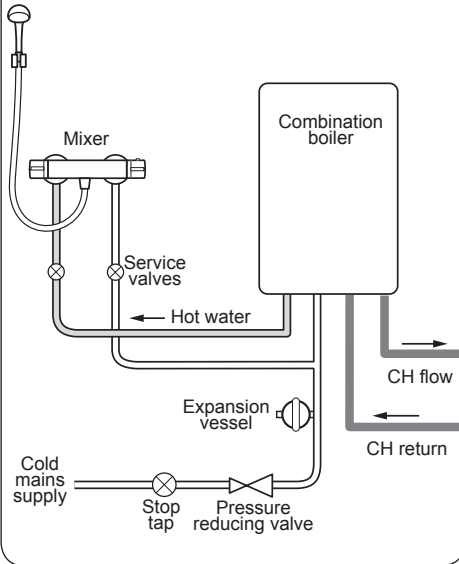 Mixer
Combination
boiler
Service
valves
Hot water
CH flow
Expansion
vessel
CH return
Cold
mains
supply
Stop
tap
Pressure
reducing valve